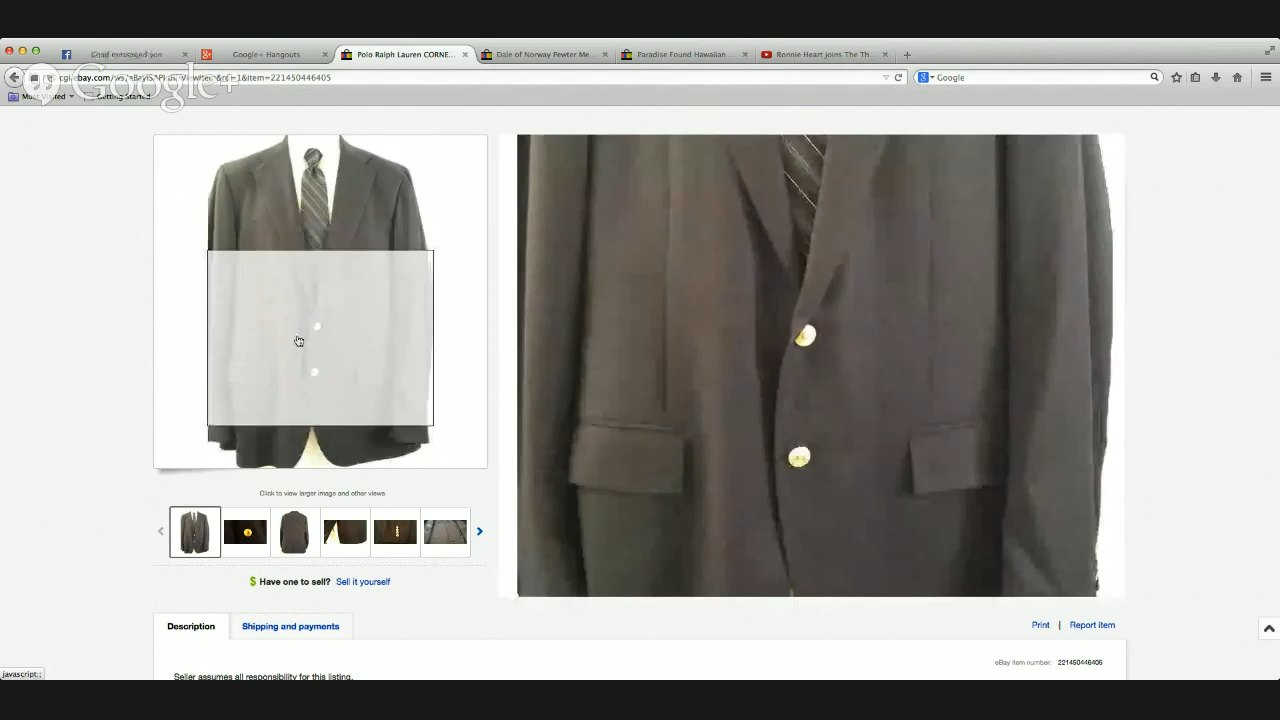 Google+ Hangouts
Polo Ralph Lauren CORNE...
Dale of Norway Pewter Me...
Paradise Found Hawaiian ...
Ronnie Heart joins The Th...
Google
Google+
Most Visited
Getting Started
Click to view larger image and other views
$ Have one to sell? Sell it yourself
Description
Shipping and payments
Print | Report item
eBay item number: 221450446405
Seller assumes all responsibility for this listing.
javascript:;